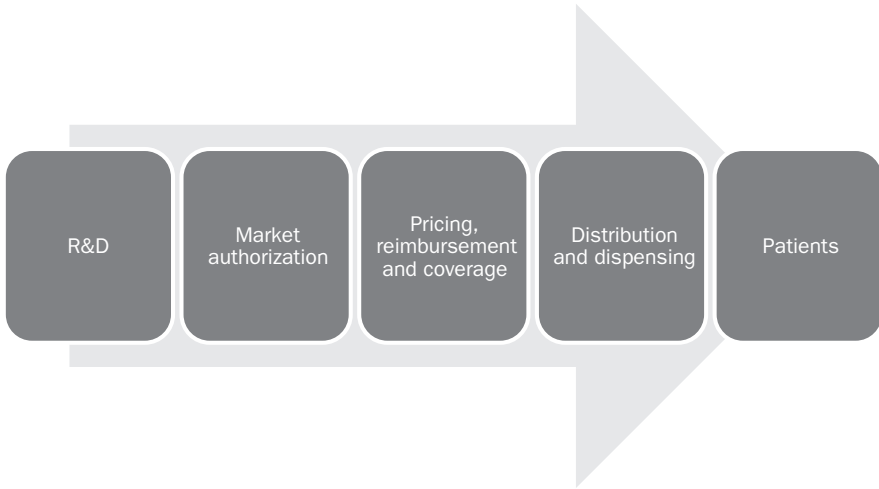 R&D
Market
authorization
Pricing,
reimbursement
and coverage
Distribution
and dispensing
Patients